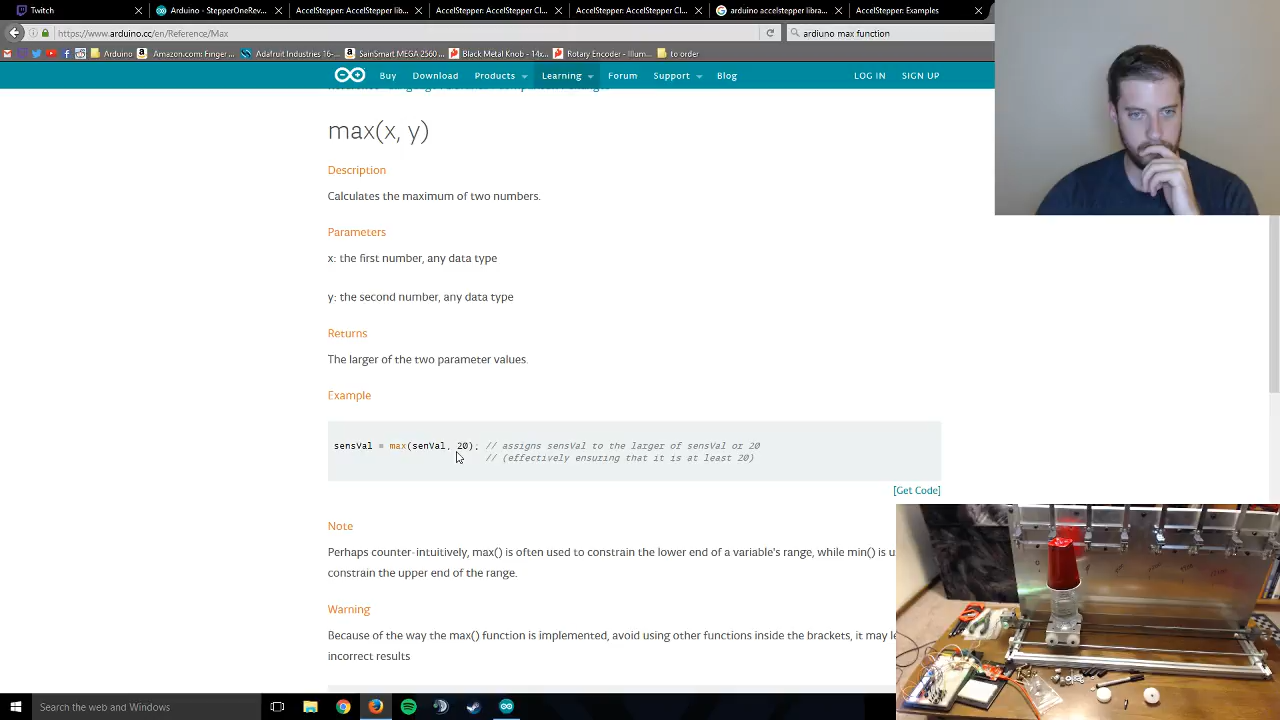 Twitch
Arduino - StepperOneRev...
AccelStepper: AccelStepper libr...
AccelStepper: AccelStepper Cl...
AccelStepper: AccelStepper Cl...
arduino accelstepper libra...
AccelStepper: Examples
https://www.arduino.cc/en/Reference/Max
ardiuno max function
Arduino
Amazon.com: Finger ...
Adafruit Industries 16-...
SainSmart MEGA 2560 ...
Black Metal Knob - 14x...
Rotary Encoder - Illum...
to order
Buy
Download
Products
Learning
Forum
Support
Blog
LOG IN
SIGN UP
max(x, y)
Description
Calculates the maximum of two numbers.
Parameters
x: the first number, any data type
y: the second number, any data type
Returns
The larger of the two parameter values.
Example
sensVal = max(senVal, 20); // assigns sensVal to the larger of sensVal or 20
// (effectively ensuring that it is at least 20)
[Get Code]
Note
Perhaps counter-intuitively, max() is often used to constrain the lower end of a variable's range, while min() is u
constrain the upper end of the range.
Warning
Because of the way the max() function is implemented, avoid using other functions inside the brackets, it may le
incorrect results
Search the web and Windows